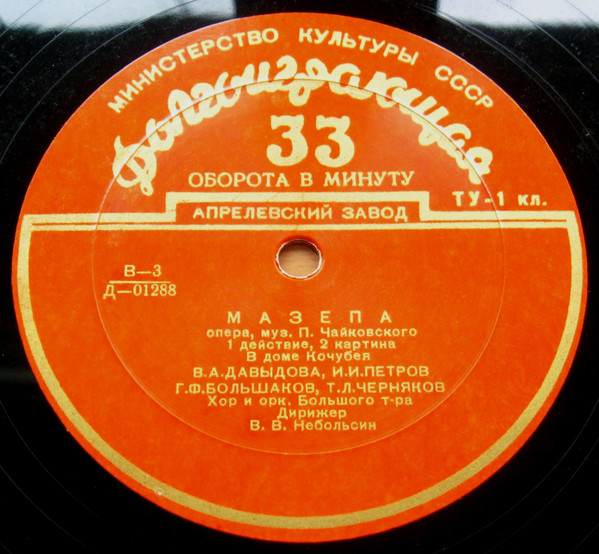 МИНИСТЕРСТВО КУЛЬТУРЫ СССР
Долгоиграющая
33
ОБОРОТА В МИНУТУ
ТУ-1 кл.
АПРЕЛЕВСКИЙ ЗАВОД
В—3
Д—01288
МАЗЕПА
опера, муз. П. Чайковского
1 действие, 2 картина
В доме Кочубея
В.А.ДАВЫДОВА, И.И.ПЕТРОВ
Г.Ф.БОЛЬШАКОВ, Т.Л.ЧЕРНЯКОВ
Хор и орк. Большого т-ра
Дирижер
В. В. Небольсин